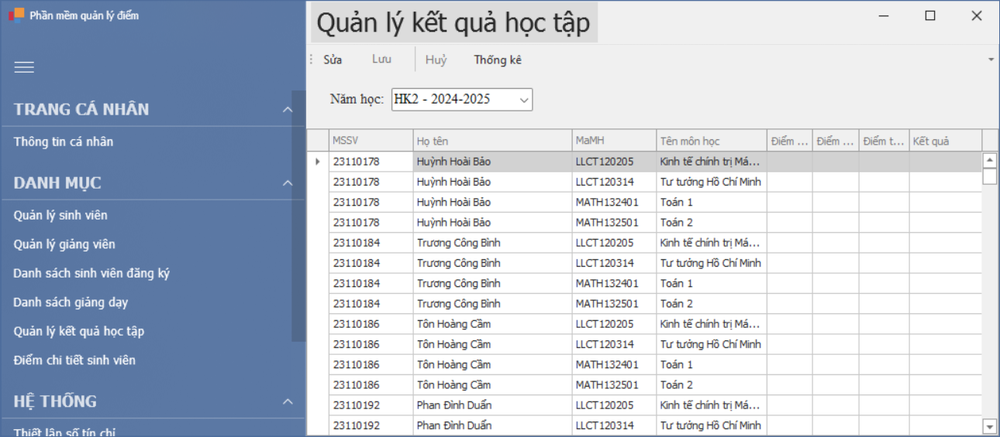 Phần mềm quản lý điểm
TRANG CÁ NHÂN
Thông tin cá nhân
DANH MỤC
Quản lý sinh viên
Quản lý giảng viên
Danh sách sinh viên đăng ký
Danh sách giảng dạy
Quản lý kết quả học tập
Điểm chi tiết sinh viên
HỆ THỐNG
Thiết lập số tín chỉ
Quản lý kết quả học tập
Sửa Lưu Huỷ Thống kê
Năm học: HK2 - 2024-2025
MSSV Họ tên MaMH Tên môn học Điểm ... Điểm ... Điểm t... Kết quả
23110178 Huỳnh Hoài Bảo LLCT120205 Kinh tế chính trị Má...
23110178 Huỳnh Hoài Bảo LLCT120314 Tư tưởng Hồ Chí Minh
23110178 Huỳnh Hoài Bảo MATH132401 Toán 1
23110178 Huỳnh Hoài Bảo MATH132501 Toán 2
23110184 Trương Công Bình LLCT120205 Kinh tế chính trị Má...
23110184 Trương Công Bình LLCT120314 Tư tưởng Hồ Chí Minh
23110184 Trương Công Bình MATH132401 Toán 1
23110184 Trương Công Bình MATH132501 Toán 2
23110186 Tôn Hoàng Cầm LLCT120205 Kinh tế chính trị Má...
23110186 Tôn Hoàng Cầm LLCT120314 Tư tưởng Hồ Chí Minh
23110186 Tôn Hoàng Cầm MATH132401 Toán 1
23110186 Tôn Hoàng Cầm MATH132501 Toán 2
23110192 Phan Đình Duẩn LLCT120205 Kinh tế chính trị Má...
23110192 Phan Đình Duẩn LLCT120314 Tư tưởng Hồ Chí Minh